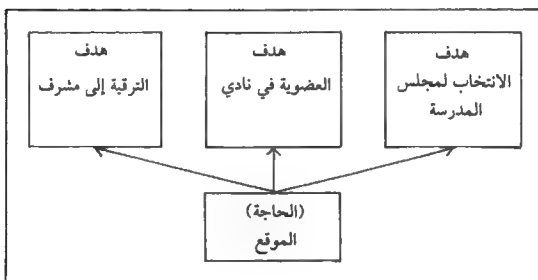 هدف
الانتخاب لمجلس
المدرسة
هدف
العضوية في نادي
هدف
الترقية إلى مشرف
(الحاجة)
الموقع